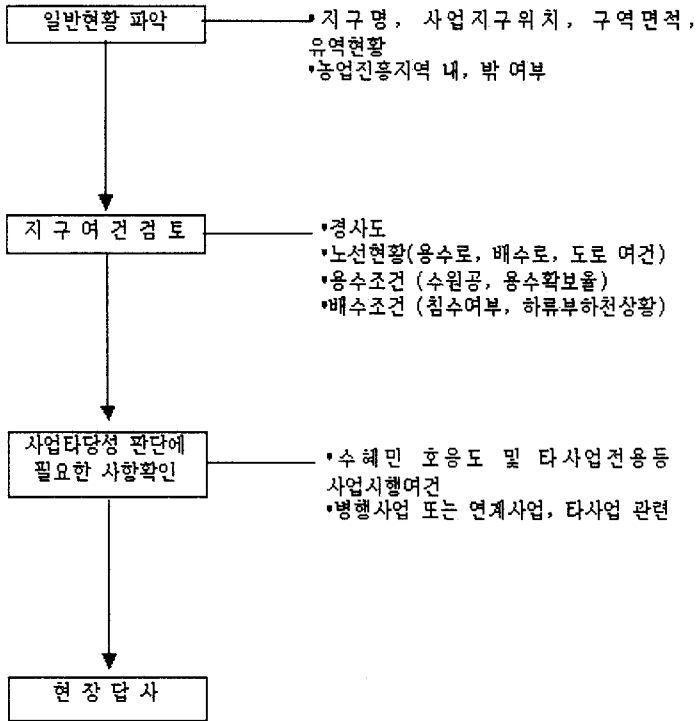 일반현황 파악
•지구명, 사업지구위치, 구역면적,
유역현황
•농업진흥지역 내, 밖 여부
지 구 여 건 검 토
•경사도
•노선현황(용수로, 배수로, 도로 여건)
•용수조건 (수원공, 용수확보율)
•배수조건 (침수여부, 하류부하천상황)
사업타당성 판단에
필요한 사항확인
•수혜민 호응도 및 타사업전용등
사업시행여건
•병행사업 또는 연계사업, 타사업 관련
현 장 답 사